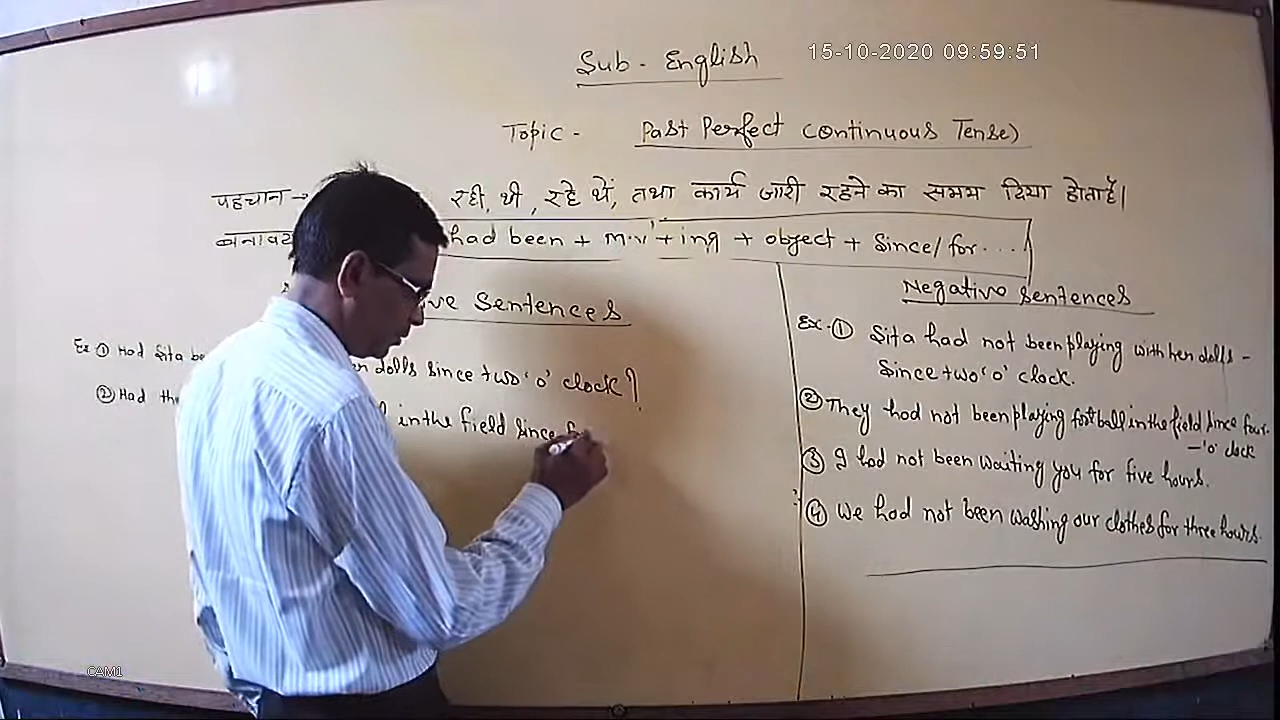 Sub - English
15-10-2020 09:59:51
Topic - Past Perfect Continuous Tense)
पहचान → रही, थी, रहे थें, तथा कार्य जारी रहने का समय दिया होता है।
had been + m.v' + ing + object + Since/for....
ive Sentences
Ex ① Had Sita dolls since two 'o' clock?
② Had in the field since
Negative Sentences
Ex-① Sita had not been playing with her dolls -
Since two 'o' clock.
② They had not been playing foot ball in the field since four-
-'o' clock
③ I had not been waiting you for five hours.
④ We had not been washing our clothes for three hours.
CAM1